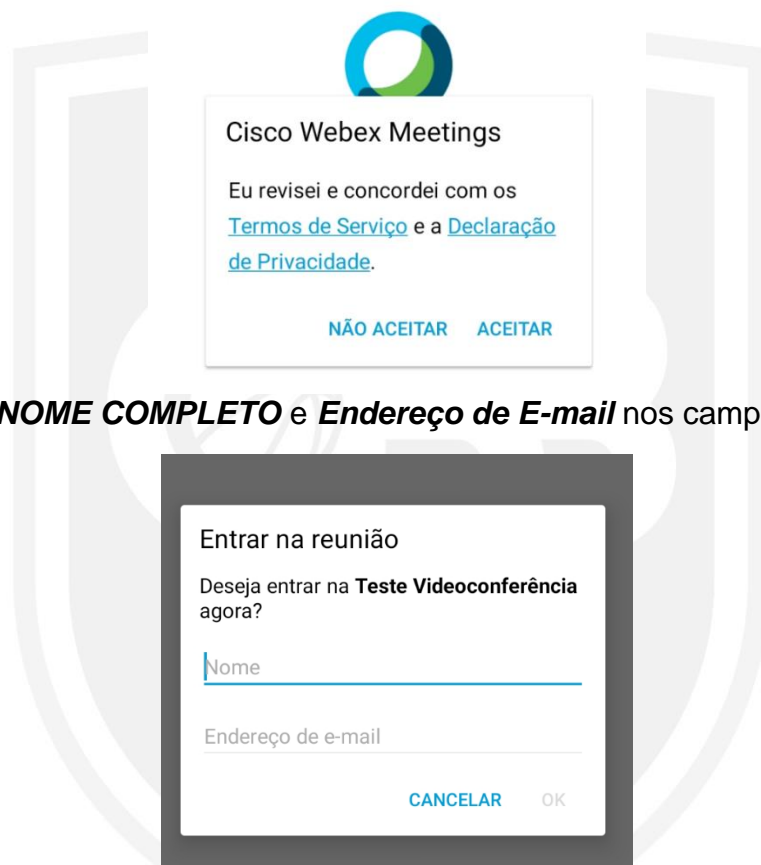 Cisco Webex Meetings
Eu revisei e concordei com os
Termos de Serviço e a Declaração
de Privacidade.
NÃO ACEITAR ACEITAR
NOME COMPLETO e Endereço de E-mail nos camp
Entrar na reunião
Deseja entrar na Teste Videoconferência
agora?
Nome
Endereço de e-mail
CANCELAR OK